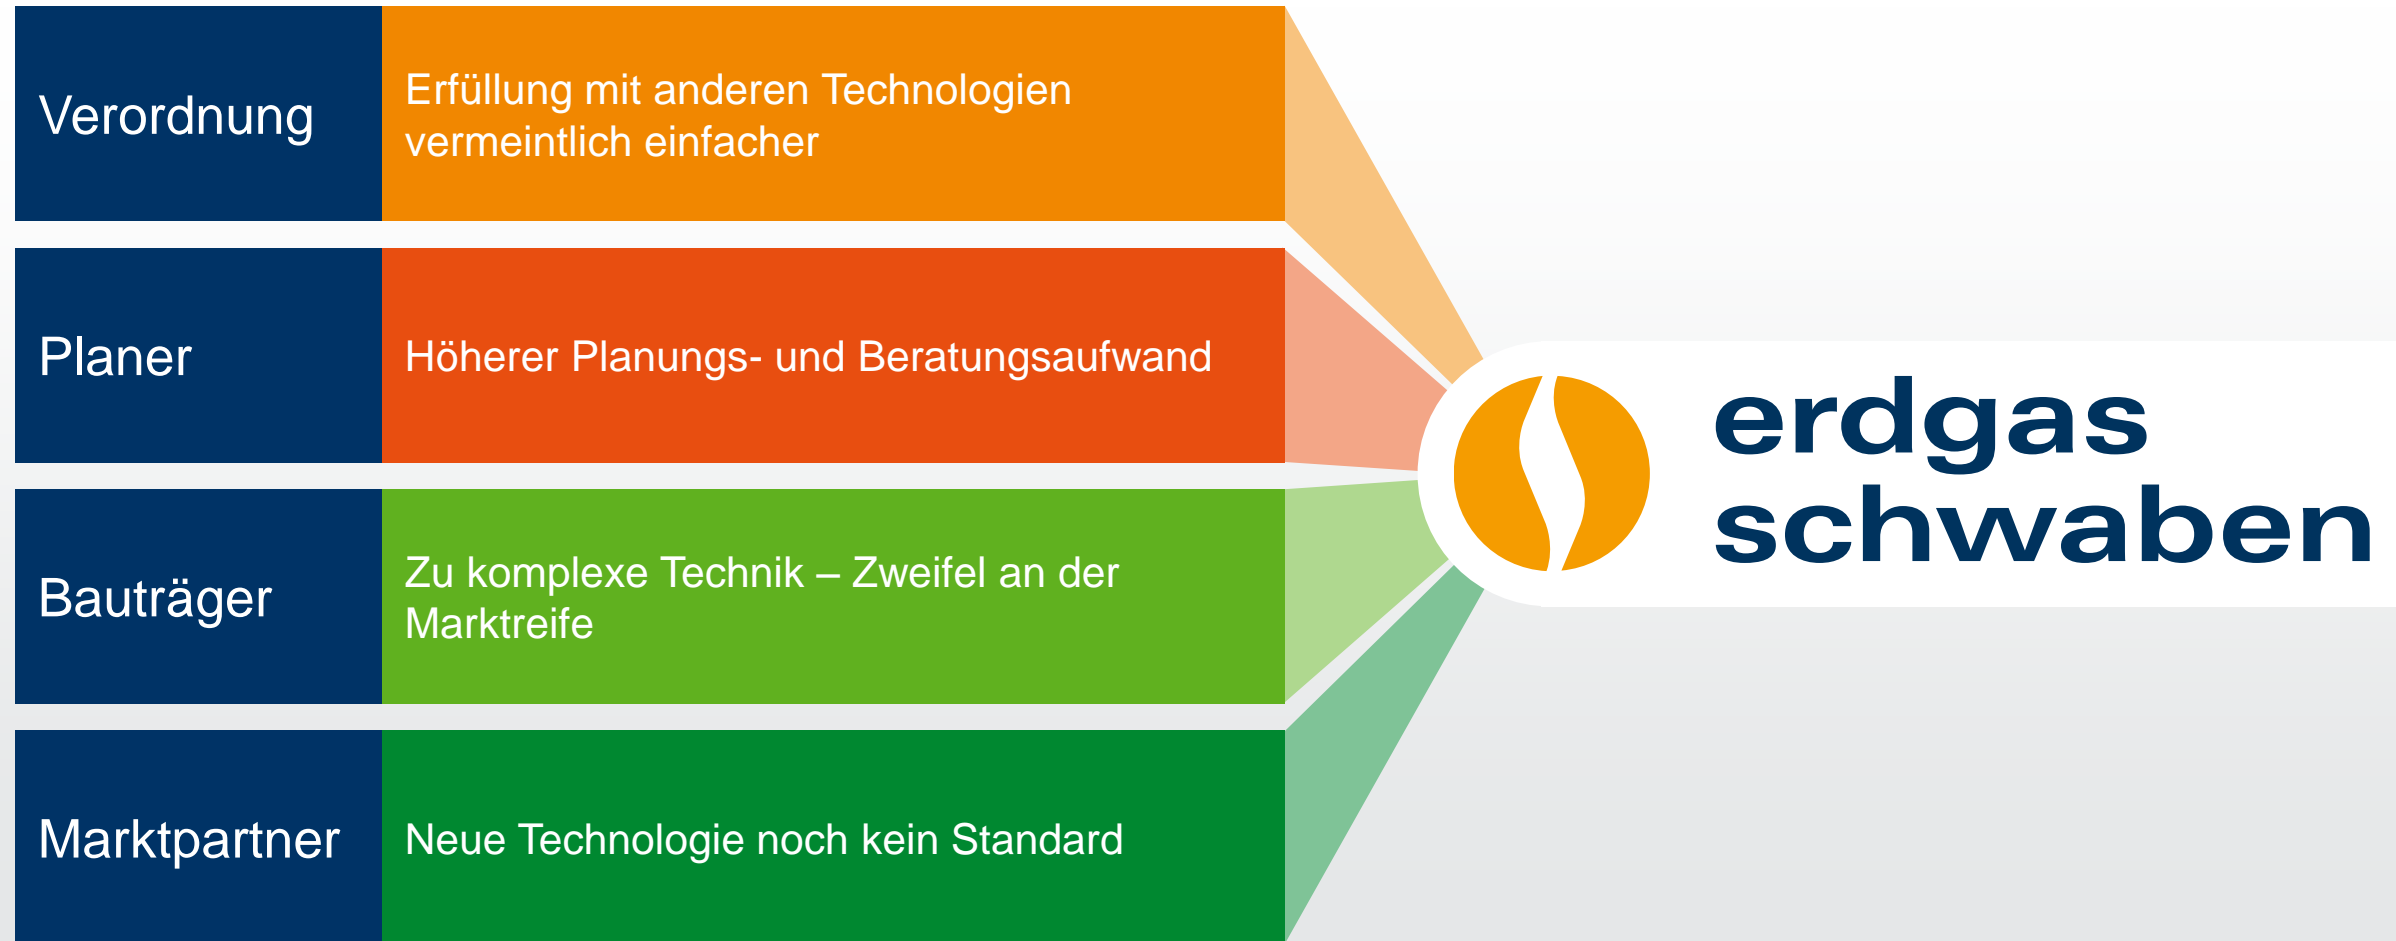 Verordnung
Erfüllung mit anderen Technologien
vermeintlich einfacher
Planer
Höherer Planungs- und Beratungsaufwand
Bauträger
Zu komplexe Technik – Zweifel an der
Marktreife
Marktpartner
Neue Technologie noch kein Standard
erdgas
schwaben